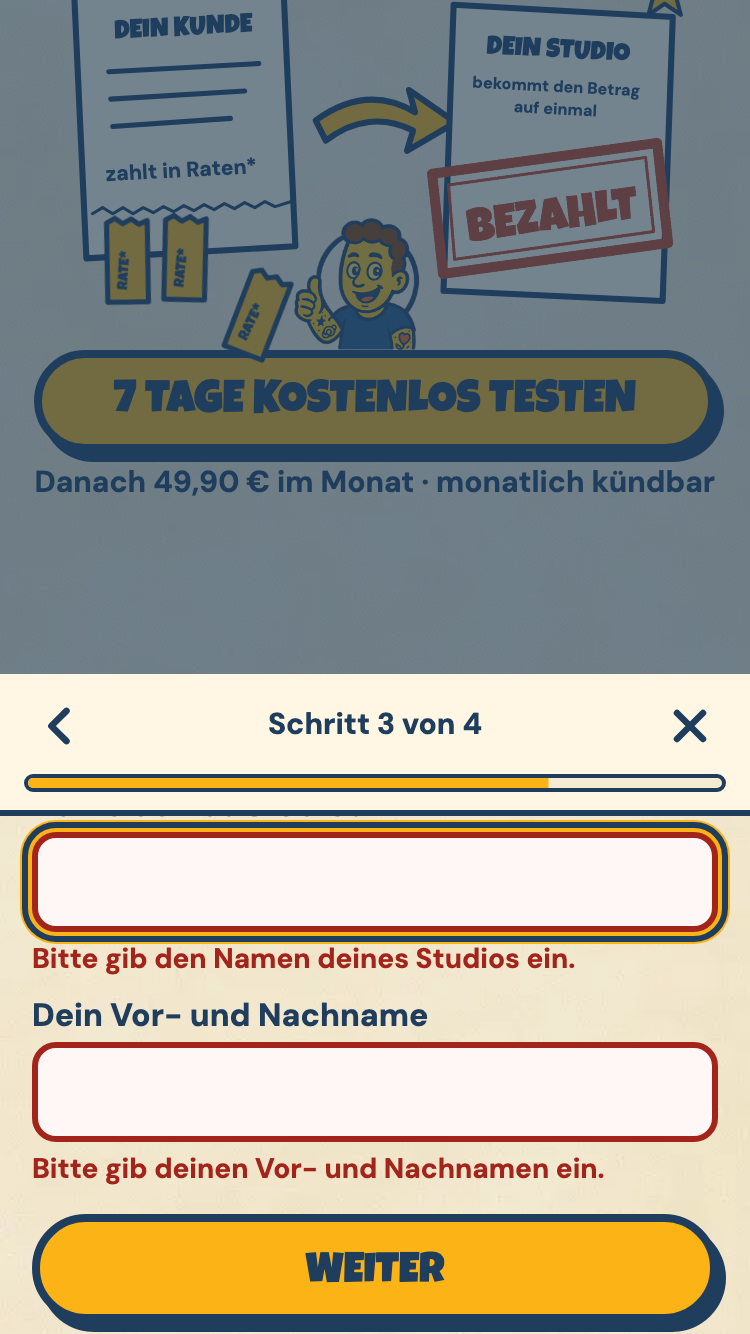 DEIN KUNDE
zahlt in Raten*
RATE*
RATE*
RATE*
DEIN STUDIO
bekommt den Betrag
auf einmal
BEZAHLT
7 TAGE KOSTENLOS TESTEN
Danach 49,90 € im Monat · monatlich kündbar
Schritt 3 von 4
Bitte gib den Namen deines Studios ein.
Dein Vor- und Nachname
Bitte gib deinen Vor- und Nachnamen ein.
WEITER